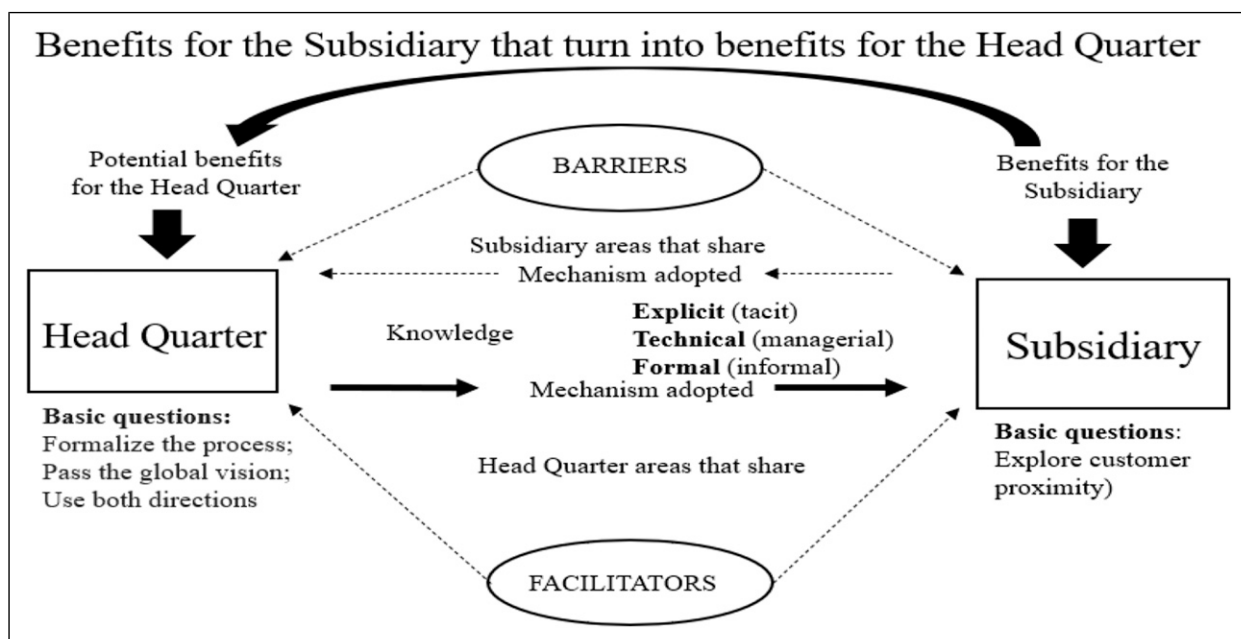 Benefits for the Subsidiary that turn into benefits for the Head Quarter
Potential benefits
for the Head Quarter
BARRIERS
Benefits for the
Subsidiary
Subsidiary areas that share
Mechanism adopted
Head Quarter
Knowledge
Explicit (tacit)
Technical (managerial)
Formal (informal)
Mechanism adopted
Subsidiary
Basic questions:
Formalize the process;
Pass the global vision;
Use both directions
Head Quarter areas that share
Basic questions:
Explore customer
proximity)
FACILITATORS